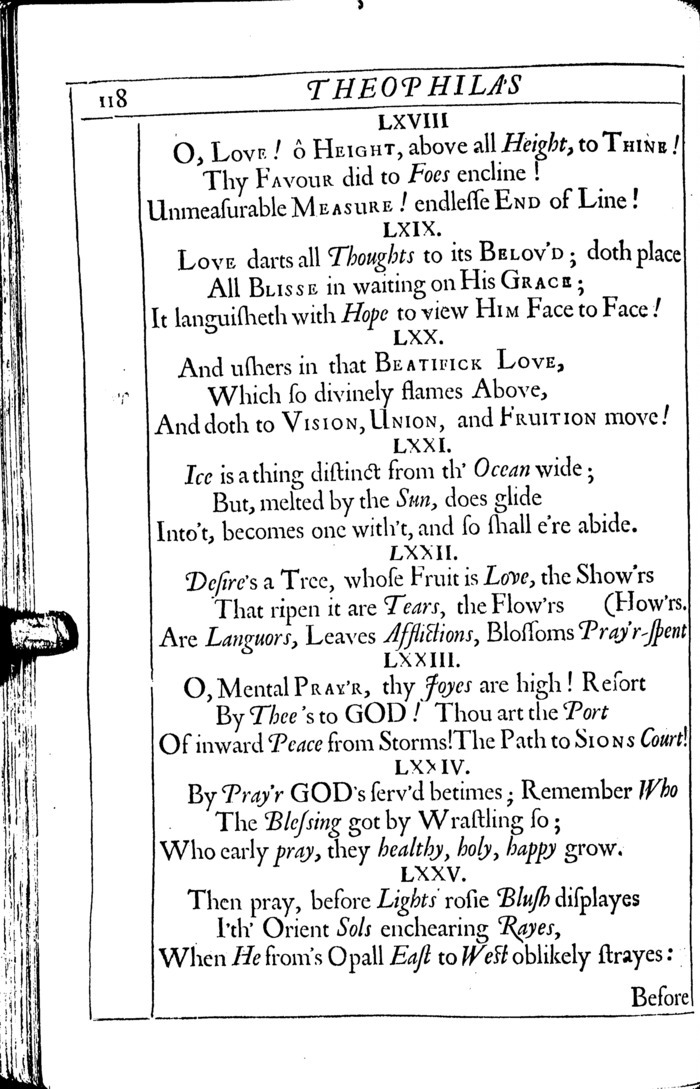 118 THEOPHILA'S
LXVIII
O, LOVE! ô HEIGHT, above all Height, to THINE!
Thy FAVOUR did to Foes encline!
Unmeaſurable MEASURE! endleſſe END of Line!
LXIX.
LOVE darts all Thoughts to its BELOV'D; doth place
All BLISSE in waiting on His GRACE;
It languiſheth with Hope to view HIM Face to Face!
LXX.
And uſhers in that BEATIFICK LOVE,
Which ſo divinely flames Above,
And doth to VISION, UNION, and FRUITION move!
LXXI.
Ice is a thing diſtinct from th' Ocean wide;
But, melted by the Sun, does glide
Into't, becomes one with't, and ſo ſhall e're abide.
LXXII.
Deſire's a Tree, whoſe Fruit is Love, the Show'rs
That ripen it are Tears, the Flow'rs (How'rs.
Are Languors, Leaves Afflictions, Bloſſoms Pray'r-ſpent
LXXIII.
O, Mental PRAY'R, thy Joyes are high! Reſort
By Thee's to GOD! Thou art the Port
Of inward Peace from Storms! The Path to SIONS Court!
LXXIV.
By Pray'r GOD's ſerv'd betimes; Remember Who
The Bleſsing got by Wraſtling ſo;
Who early pray, they healthy, holy, happy grow.
LXXV.
Then pray, before Lights roſie Bluſh diſplayes
I'th' Orient Sols enchearing Rayes,
When He from's Opall Eaſt to Weſt oblikely ſtrayes:
Before